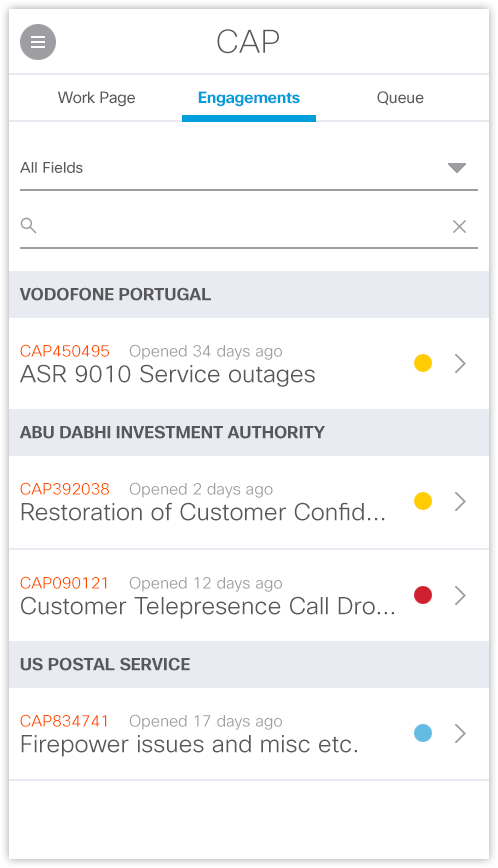 CAP
Work Page Engagements Queue
All Fields
VODOFONE PORTUGAL
CAP450495 Opened 34 days ago
ASR 9010 Service outages
ABU DABHI INVESTMENT AUTHORITY
CAP392038 Opened 2 days ago
Restoration of Customer Confid...
CAP090121 Opened 12 days ago
Customer Telepresence Call Dro...
US POSTAL SERVICE
CAP834741 Opened 17 days ago
Firepower issues and misc etc.